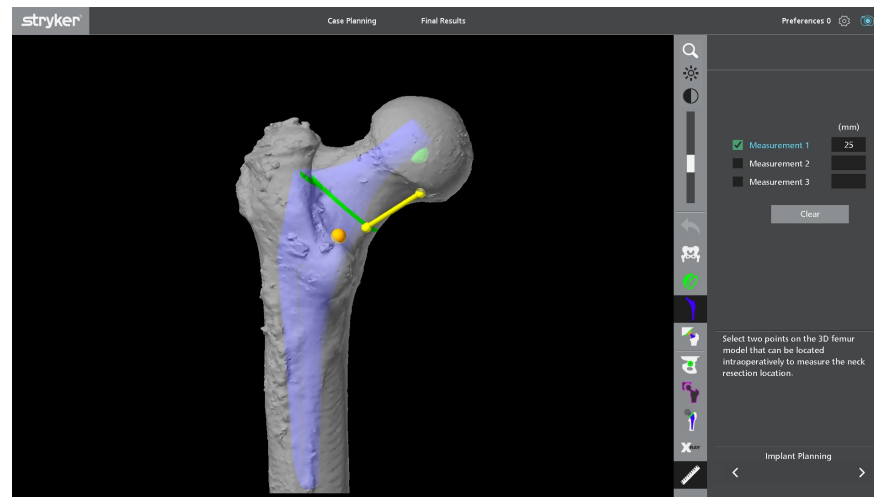 stryker
Case Planning
Final Results
Preferences 0
(mm)
Measurement 1
25
Measurement 2
Measurement 3
Clear
Select two points on the 3D femur
model that can be located
intraoperatively to measure the neck
resection location.
XRAY
Implant Planning